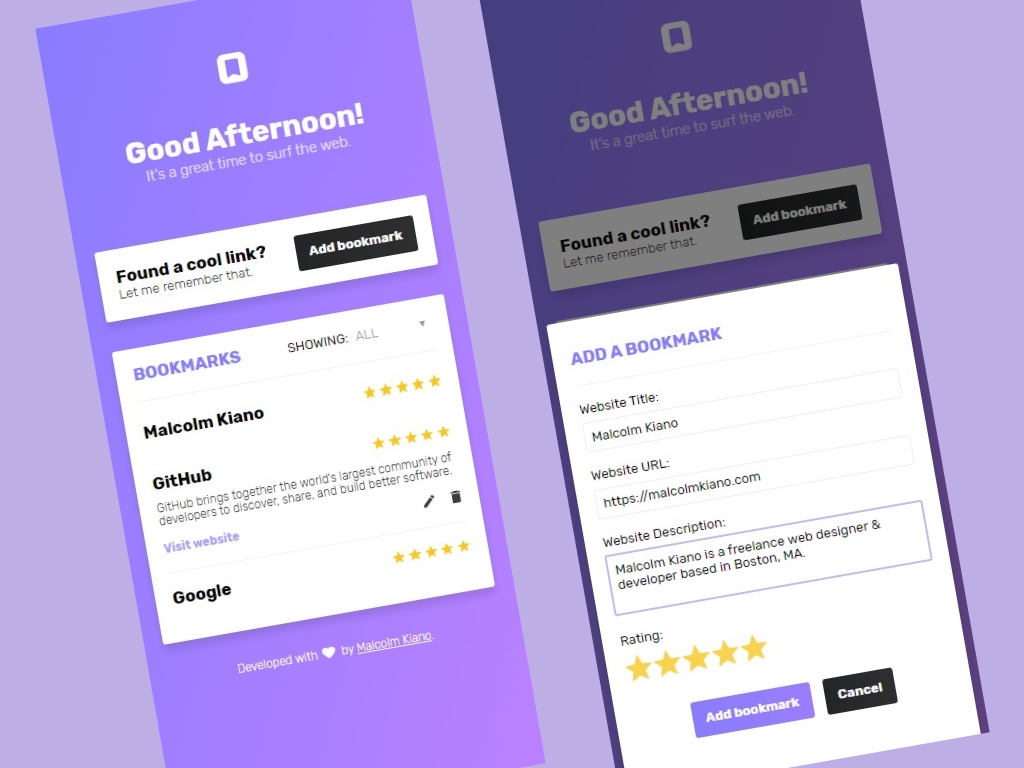 Good Afternoon!
It's a great time to surf the web.
Found a cool link?
Let me remember that.
Add bookmark
BOOKMARKS
SHOWING: ALL
Malcolm Kiano
GitHub
GitHub brings together the world's largest community of
developers to discover, share, and build better software.
Visit website
Google
Developed with by Malcolm Kiano.
Good Afternoon!
It's a great time to surf the web.
Found a cool link?
Let me remember that.
Add bookmark
ADD A BOOKMARK
Website Title:
Malcolm Kiano
Website URL:
https://malcolmkiano.com
Website Description:
Malcolm Kiano is a freelance web designer &
developer based in Boston, MA.
Rating:
Add bookmark
Cancel